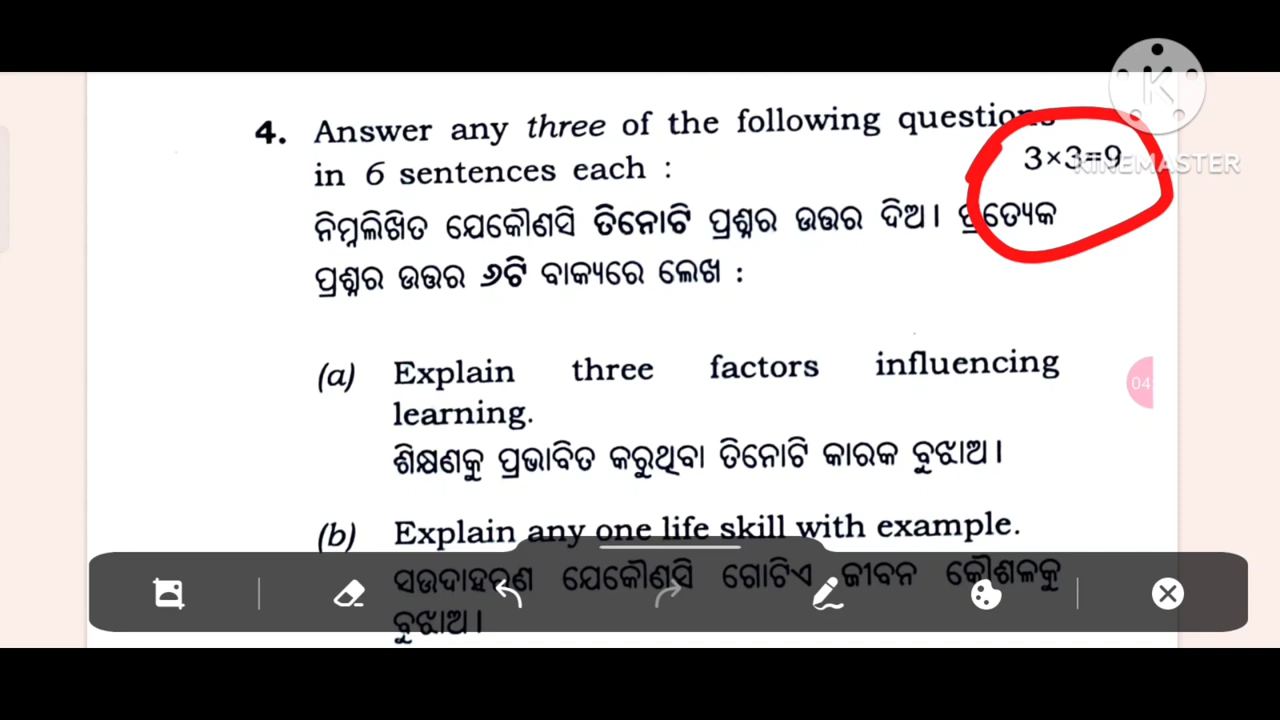 4. Answer any three of the following questions
in 6 sentences each :
3×3=9
KINEMASTER
ନିମ୍ନଲିଖିତ ଯେକୌଣସି ତିନୋଟି ପ୍ରଶ୍ନର ଉତ୍ତର ଦିଅ। ପ୍ରତ୍ୟେକ
ପ୍ରଶ୍ନର ଉତ୍ତର ୬ଟି ବାକ୍ୟରେ ଲେଖ :
(a) Explain three factors influencing
04
learning.
ଶିକ୍ଷଣକୁ ପ୍ରଭାବିତ କରୁଥିବା ତିନୋଟି କାରକ ବୁଝାଅ।
(b) Explain any one life skill with example.
ସଉଦାହରଣ ଯେକୌଣସି ଗୋଟିଏ ଜୀବନ କୌଶଳକୁ
ବୁଝାଅ।